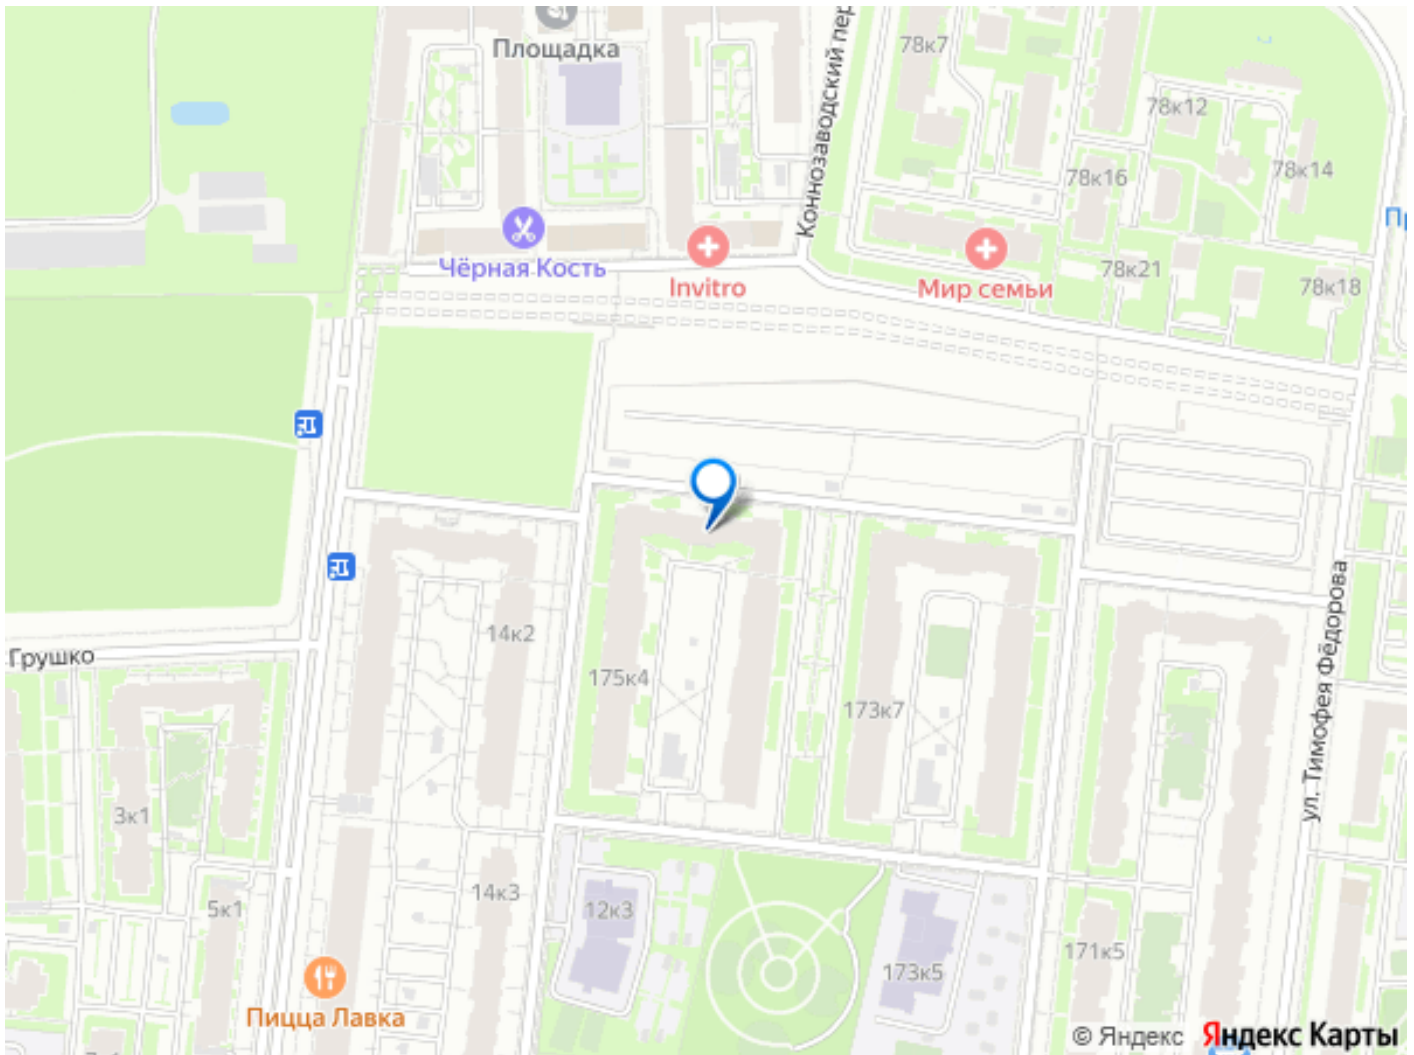 Площадка
Коннозаводский пер
78к7
78к12
78к14
78к16
Пр
Чёрная Кость
Invitro
Мир семьи
78к21
78к18
Грушко
14к2
175к4
173к7
ул. Тимофея Фёдорова
3к1
5к1
14к3
12к3
173к5
171к5
Пицца Лавка
© Яндекс Яндекс Карты